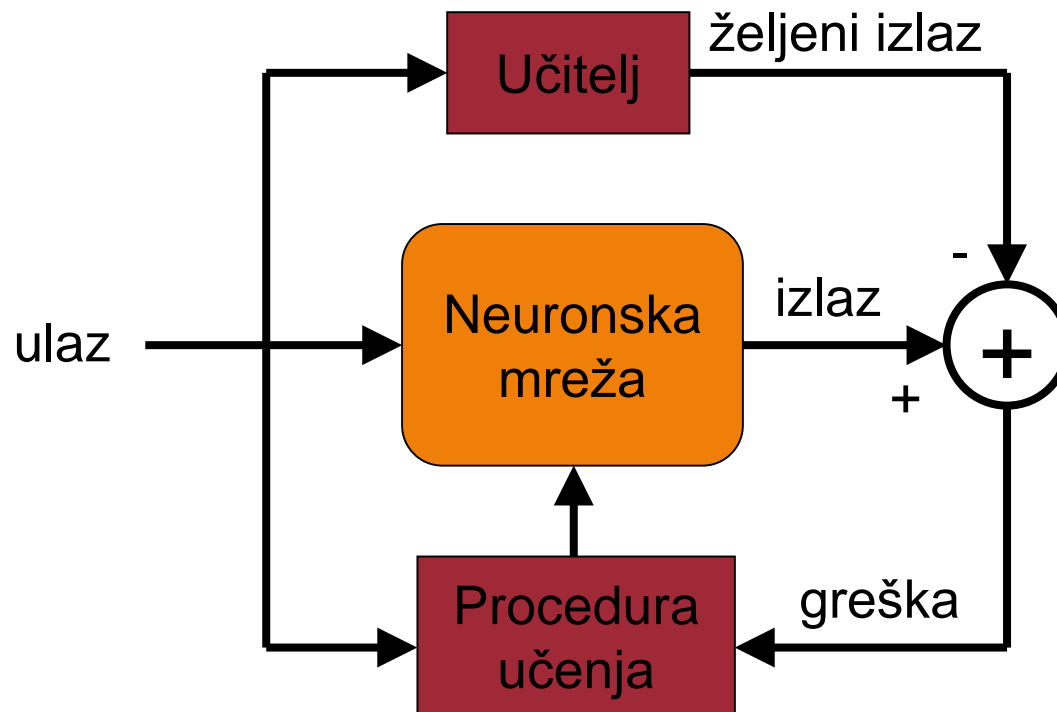 željeni izlaz
Učitelj
-
izlaz
Neuronska
mreža
ulaz
+
+
Procedura
učenja
greška